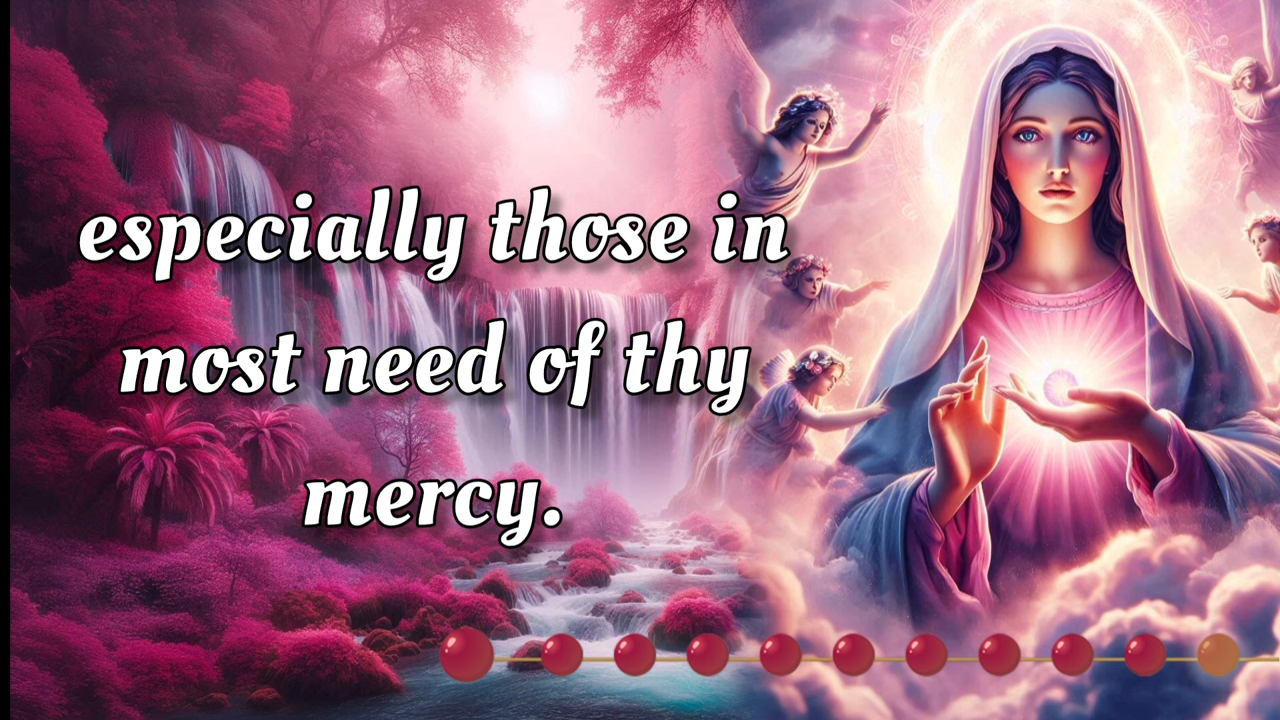 especially those in
most need of thy
mercy.